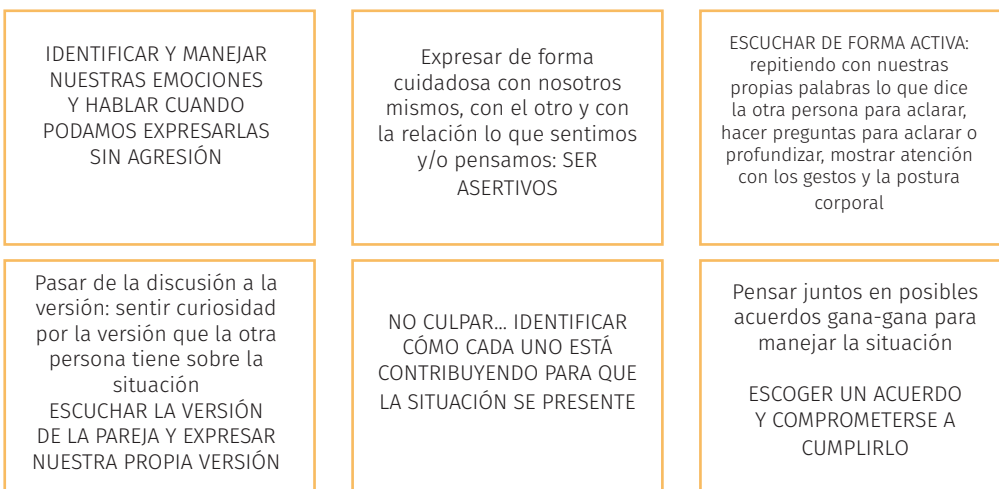 IDENTIFICAR Y MANEJAR
NUESTRAS EMOCIONES
Y HABLAR CUANDO
PODAMOS EXPRESARLAS
SIN AGRESIÓN
Expresar de forma
cuidadosa con nosotros
mismos, con el otro y con
la relación lo que sentimos
y/o pensamos: SER
ASERTIVOS
ESCUCHAR DE FORMA ACTIVA:
repitiendo con nuestras
propias palabras lo que dice
la otra persona para aclarar,
hacer preguntas para aclarar o
profundizar, mostrar atención
con los gestos y la postura
corporal
Pasar de la discusión a la
versión: sentir curiosidad
por la versión que la otra
persona tiene sobre la
situación
ESCUCHAR LA VERSIÓN
DE LA PAREJA Y EXPRESAR
NUESTRA PROPIA VERSIÓN
NO CULPAR... IDENTIFICAR
CÓMO CADA UNO ESTÁ
CONTRIBUYENDO PARA QUE
LA SITUACIÓN SE PRESENTE
Pensar juntos en posibles
acuerdos gana-gana para
manejar la situación
ESCOGER UN ACUERDO
Y COMPROMETERSE A
CUMPLIRLO